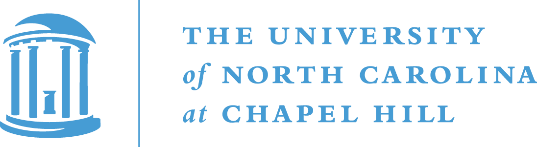 THE UNIVERSITY
of NORTH CAROLINA
at CHAPEL HILL